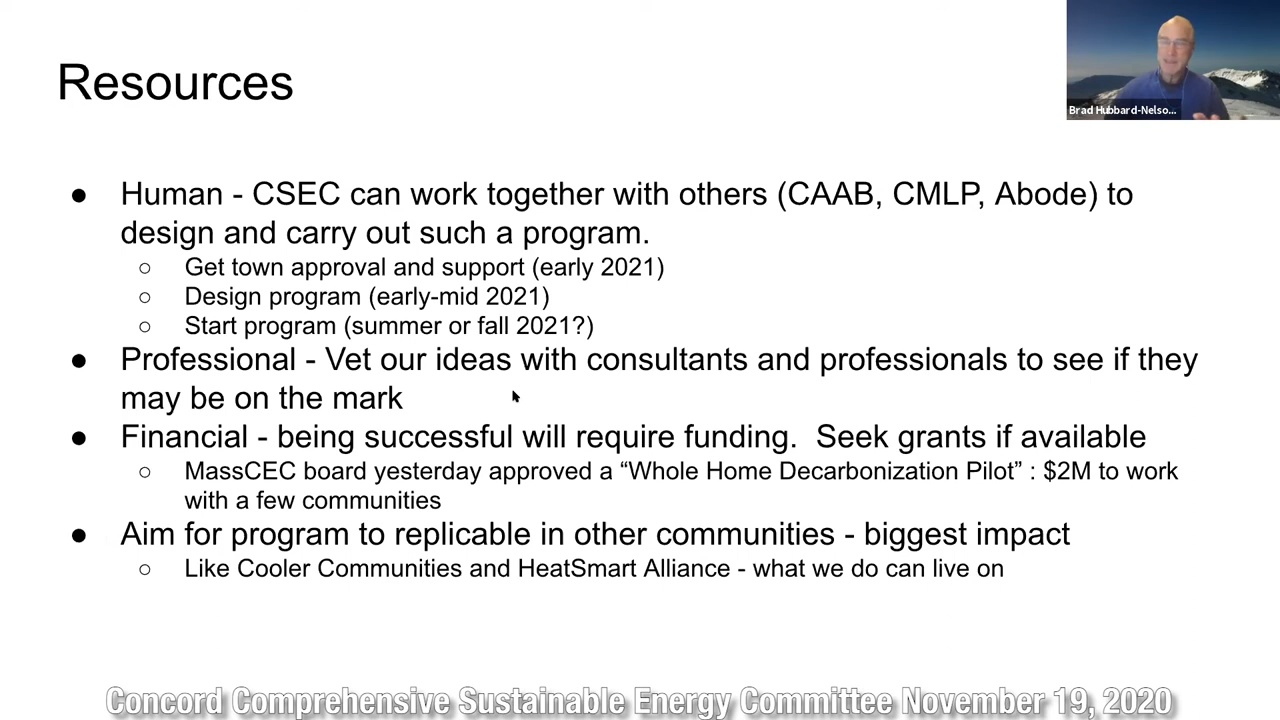 Resources
Brad Hubbard-Nelso...
● Human - CSEC can work together with others (CAAB, CMLP, Abode) to
design and carry out such a program.
○ Get town approval and support (early 2021)
○ Design program (early-mid 2021)
○ Start program (summer or fall 2021?)
● Professional - Vet our ideas with consultants and professionals to see if they
may be on the mark
● Financial - being successful will require funding.  Seek grants if available
○ MassCEC board yesterday approved a “Whole Home Decarbonization Pilot” : $2M to work
with a few communities
● Aim for program to replicable in other communities - biggest impact
○ Like Cooler Communities and HeatSmart Alliance - what we do can live on
Concord Comprehensive Sustainable Energy Committee November 19, 2020